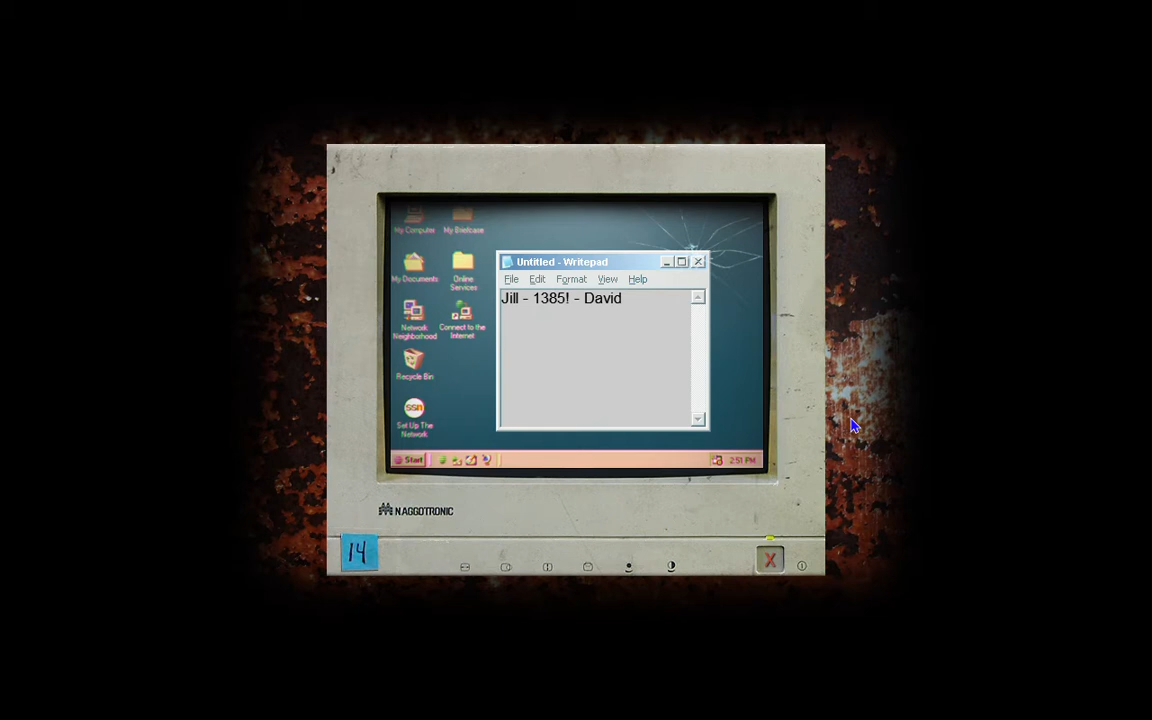 My Computer
My Briefcase
My Documents
Online
Services
Network
Neighborhood
Connect to the
Internet
Recycle Bin
ssn
Set Up The
Network
Untitled - Writepad
File Edit Format View Help
Jill - 1385! - David
Start
2:51 PM
NAGGOTRONIC
14
X